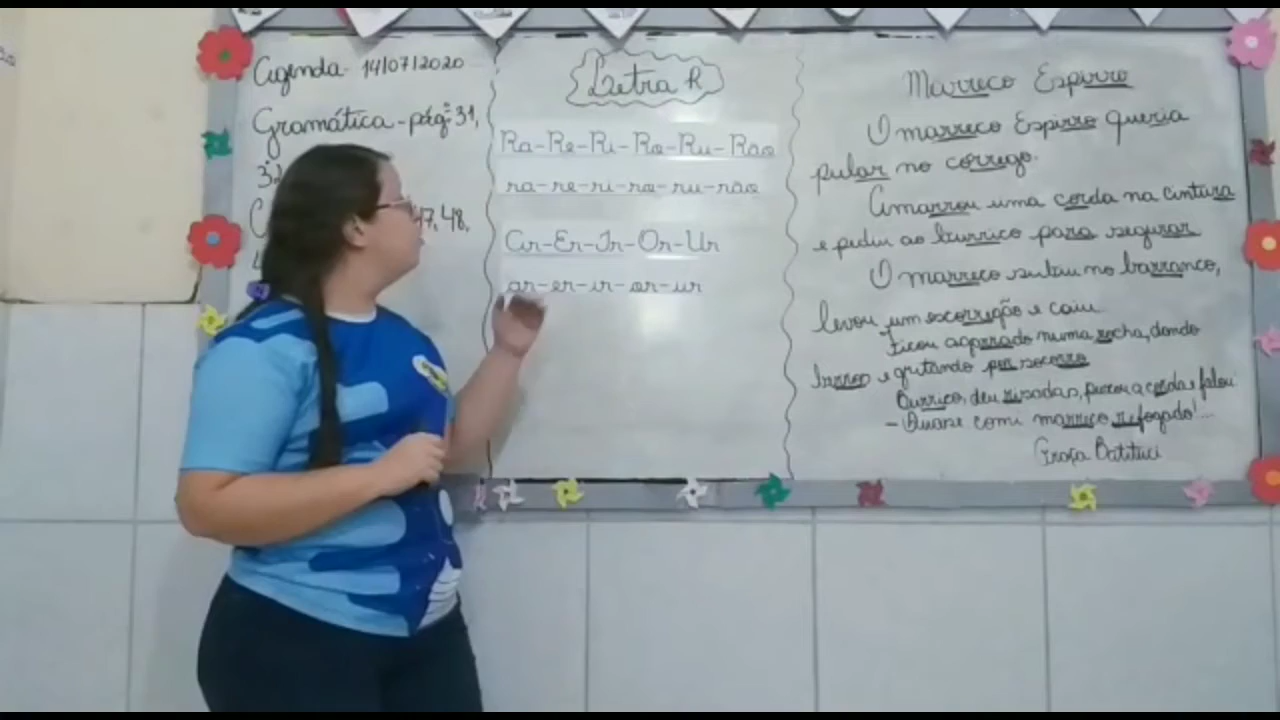 Agenda - 14/07/2020
Gramática - págs 31,
32
47, 48,
Letra R
Ra-Re-Ri-Ro-Ru-Rão
ra-re-ri-ro-ru-rão
Ar-Er-Ir-Or-Ur
ar-er-ir-or-ur
Marreco Espirro
O marreco Espirro queria
pular no córrego.
Amarrou uma corda na cintura
e pediu ao burrico para segurar
O marreco subiu no barranco,
levou um escorregão e caiu.
Ficou agarrado numa rocha, dando
berros e gritando por socorro
Burrico, deu risadas, puxou a corda e falou
- Quase comi marreco refogado!...
Graça Batituci